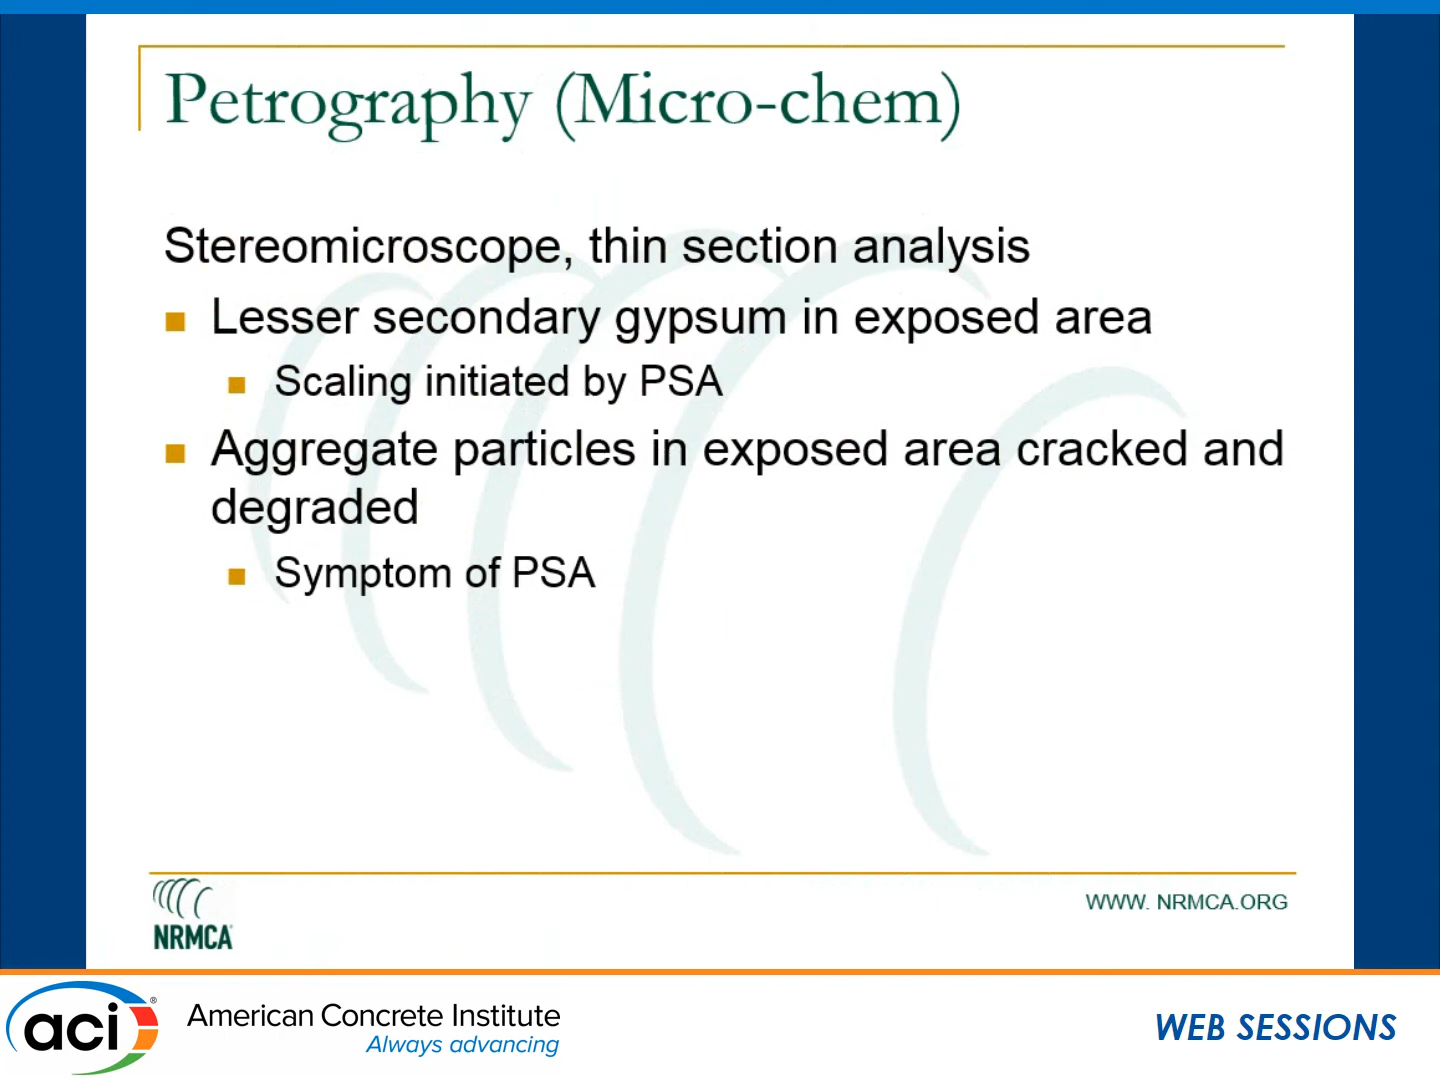 Petrography (Micro-chem)
Stereomicroscope, thin section analysis
Lesser secondary gypsum in exposed area
Scaling initiated by PSA
Aggregate particles in exposed area cracked and
degraded
Symptom of PSA
NRMCA
WWW. NRMCA.ORG
aci®
American Concrete Institute
Always advancing
WEB SESSIONS